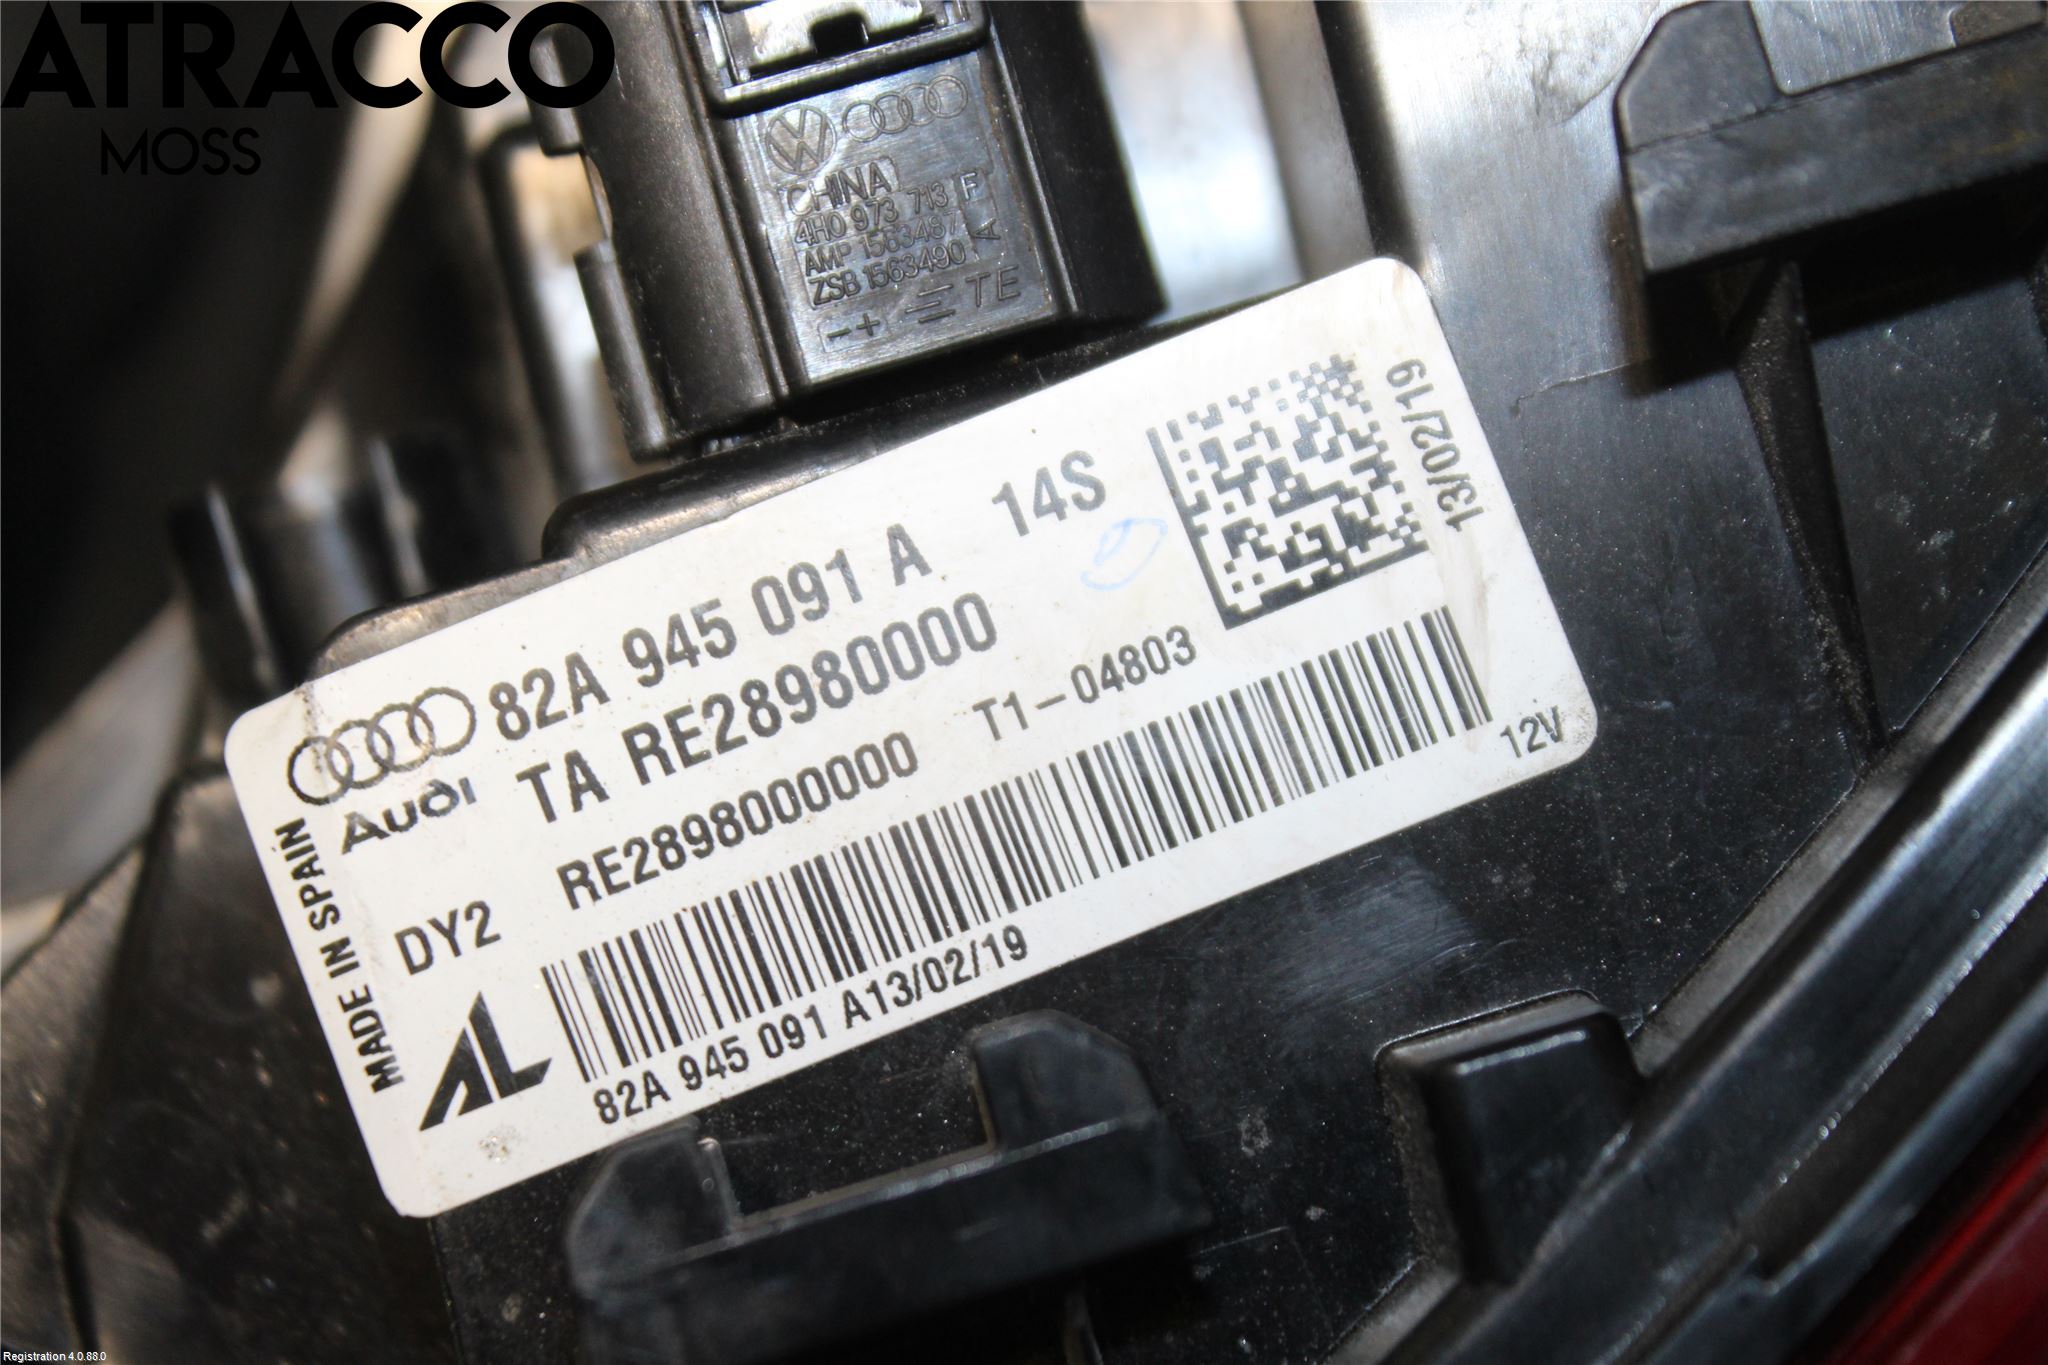 ATRACCO
MOSS
CHINA
4H0 973 713 F
AMP 1563487
ZSB 1563490
A
-+
TE
82A 945 091 A
14S
13/02/19
TA RE28980000
RE2898000000
T1-04803
12V
Audi
MADE IN SPAIN
DY2
AL
82A 945 091 A13/02/19
Registration 4.0.88.0